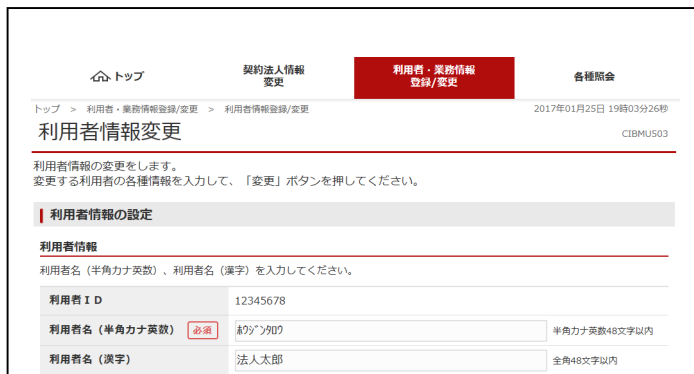 トップ
契約法人情報
変更
利用者・業務情報
登録/変更
各種照会
トップ > 利用者・業務情報登録/変更 > 利用者情報登録/変更
2017年01月25日 19時03分26秒
利用者情報変更
CIBMU503
利用者情報の変更をします。
変更する利用者の各種情報を入力して、「変更」ボタンを押してください。
利用者情報の設定
利用者情報
利用者名（半角カナ英数）、利用者名（漢字）を入力してください。
利用者ＩＤ 12345678
利用者名（半角カナ英数） 必須 ﾎｳｼﾞﾝﾀﾛｳ 半角カナ英数48文字以内
利用者名（漢字） 法人太郎 全角48文字以内